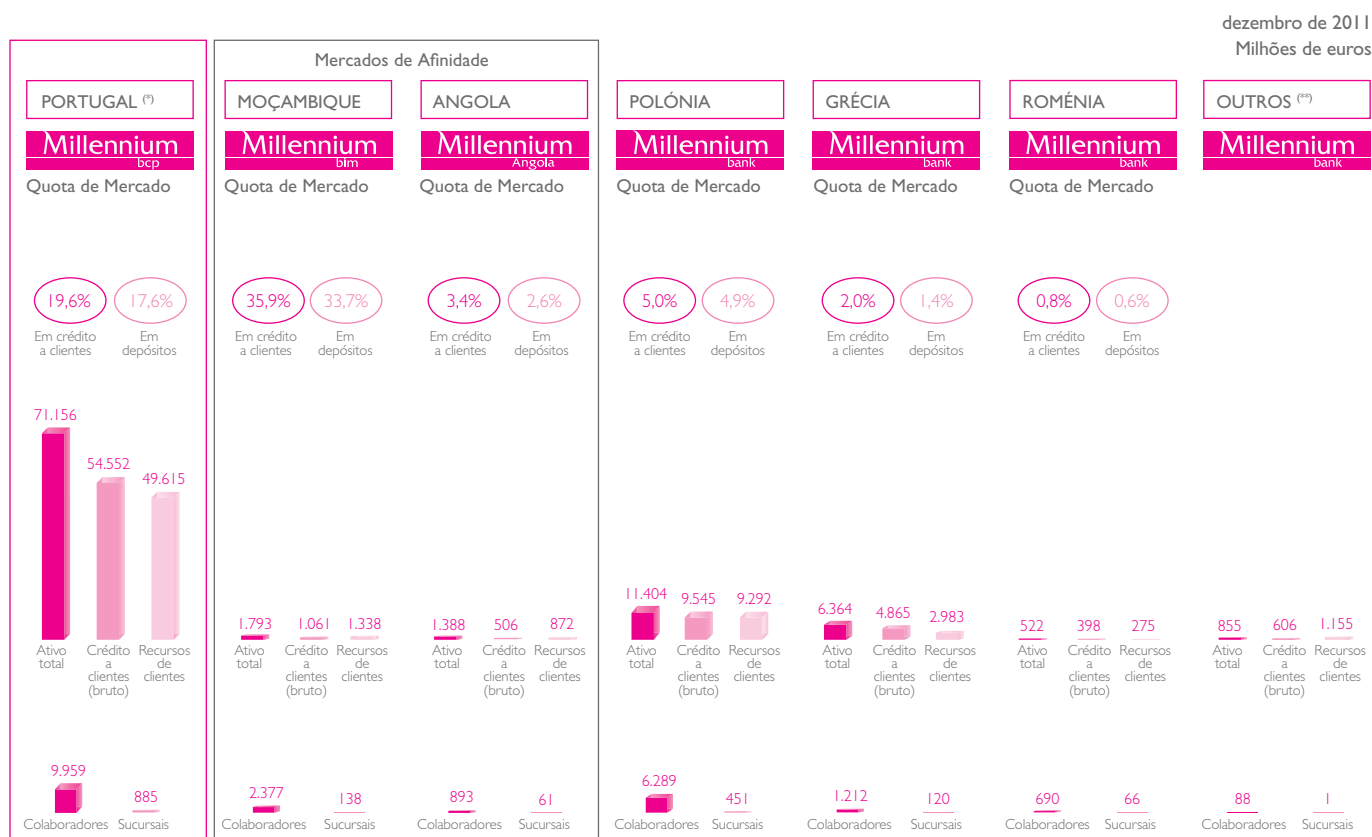 dezembro de 2011
Milhões de euros
Mercados de Afinidade
PORTUGAL (*)
MOÇAMBIQUE
ANGOLA
POLÓNIA
GRÉCIA
ROMÉNIA
OUTROS (**)
Millennium
bcp
Millennium
bim
Millennium
Angola
Millennium
bank
Millennium
bank
Millennium
bank
Millennium
bank
Quota de Mercado
Quota de Mercado
Quota de Mercado
Quota de Mercado
Quota de Mercado
Quota de Mercado
19,6% 17,6%
35,9% 33,7%
3,4% 2,6%
5,0% 4,9%
2,0% 1,4%
0,8% 0,6%
Em crédito
a clientes
Em
depósitos
Em crédito
a clientes
Em
depósitos
Em crédito
a clientes
Em
depósitos
Em crédito
a clientes
Em
depósitos
Em crédito
a clientes
Em
depósitos
Em crédito
a clientes
Em
depósitos
71.156
54.552
49.615
1.793 1.061 1.338
1.388 506 872
11.404 9.545 9.292
6.364 4.865 2.983
522 398 275
855 606 1.155
Ativo
total
Crédito
a
clientes
(bruto)
Recursos
de
clientes
Ativo
total
Crédito
a
clientes
(bruto)
Recursos
de
clientes
Ativo
total
Crédito
a
clientes
(bruto)
Recursos
de
clientes
Ativo
total
Crédito
a
clientes
(bruto)
Recursos
de
clientes
Ativo
total
Crédito
a
clientes
(bruto)
Recursos
de
clientes
Ativo
total
Crédito
a
clientes
(bruto)
Recursos
de
clientes
Ativo
total
Crédito
a
clientes
(bruto)
Recursos
de
clientes
9.959 885
2.377 138
893 61
6.289 451
1.212 120
690 66
88 1
Colaboradores Sucursais
Colaboradores Sucursais
Colaboradores Sucursais
Colaboradores Sucursais
Colaboradores Sucursais
Colaboradores Sucursais
Colaboradores Sucursais